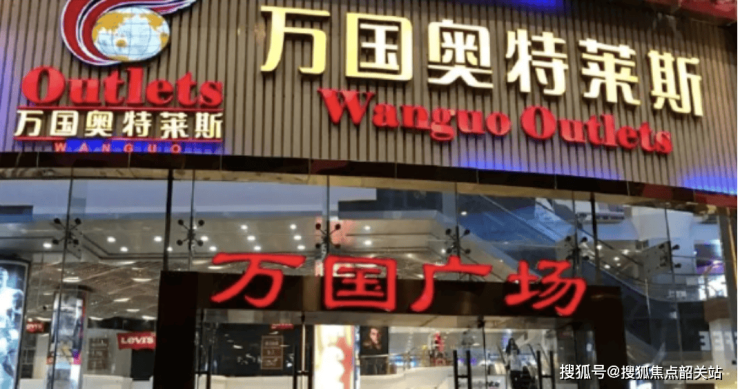 万国奥特莱斯
Wanguo Outlets
Outlets
万国奥特莱斯
WANGUO
万国广场
LEVI'S
搜狐号@搜狐焦点韶关站